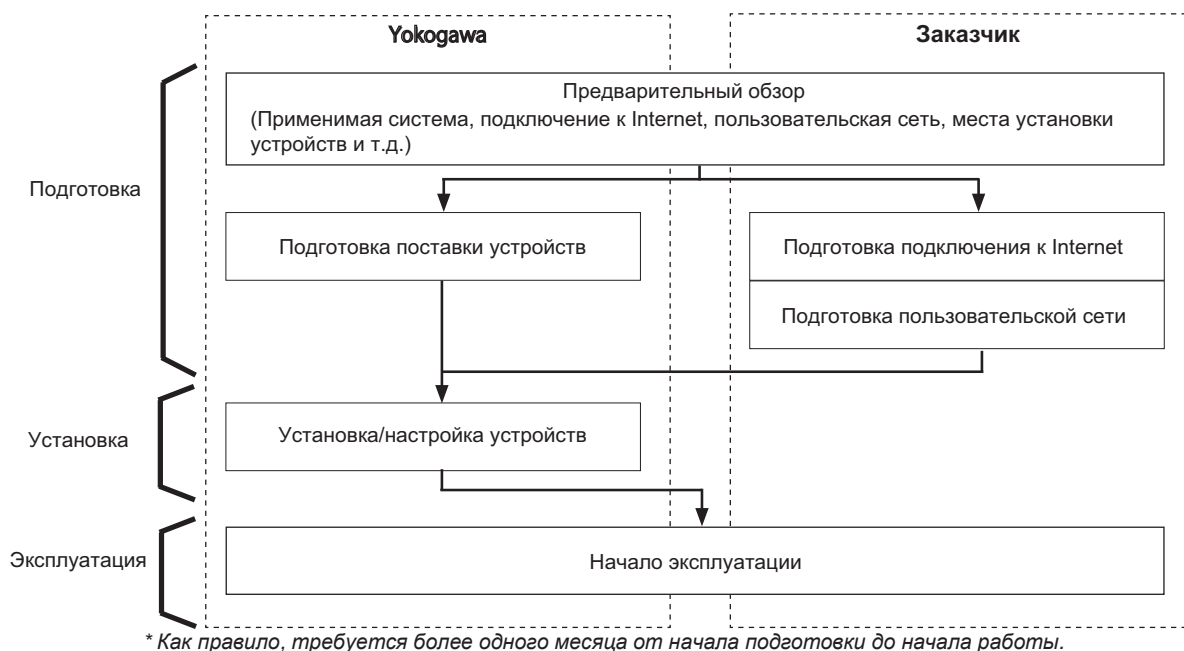 Yokogawa
Заказчик
Предварительный обзор
(Применимая система, подключение к Internet, пользовательская сеть, места установки
устройств и т.д.)
Подготовка
Подготовка поставки устройств
Подготовка подключения к Internet
Подготовка пользовательской сети
Установка
Установка/настройка устройств
Эксплуатация
Начало эксплуатации
* Как правило, требуется более одного месяца от начала подготовки до начала работы.